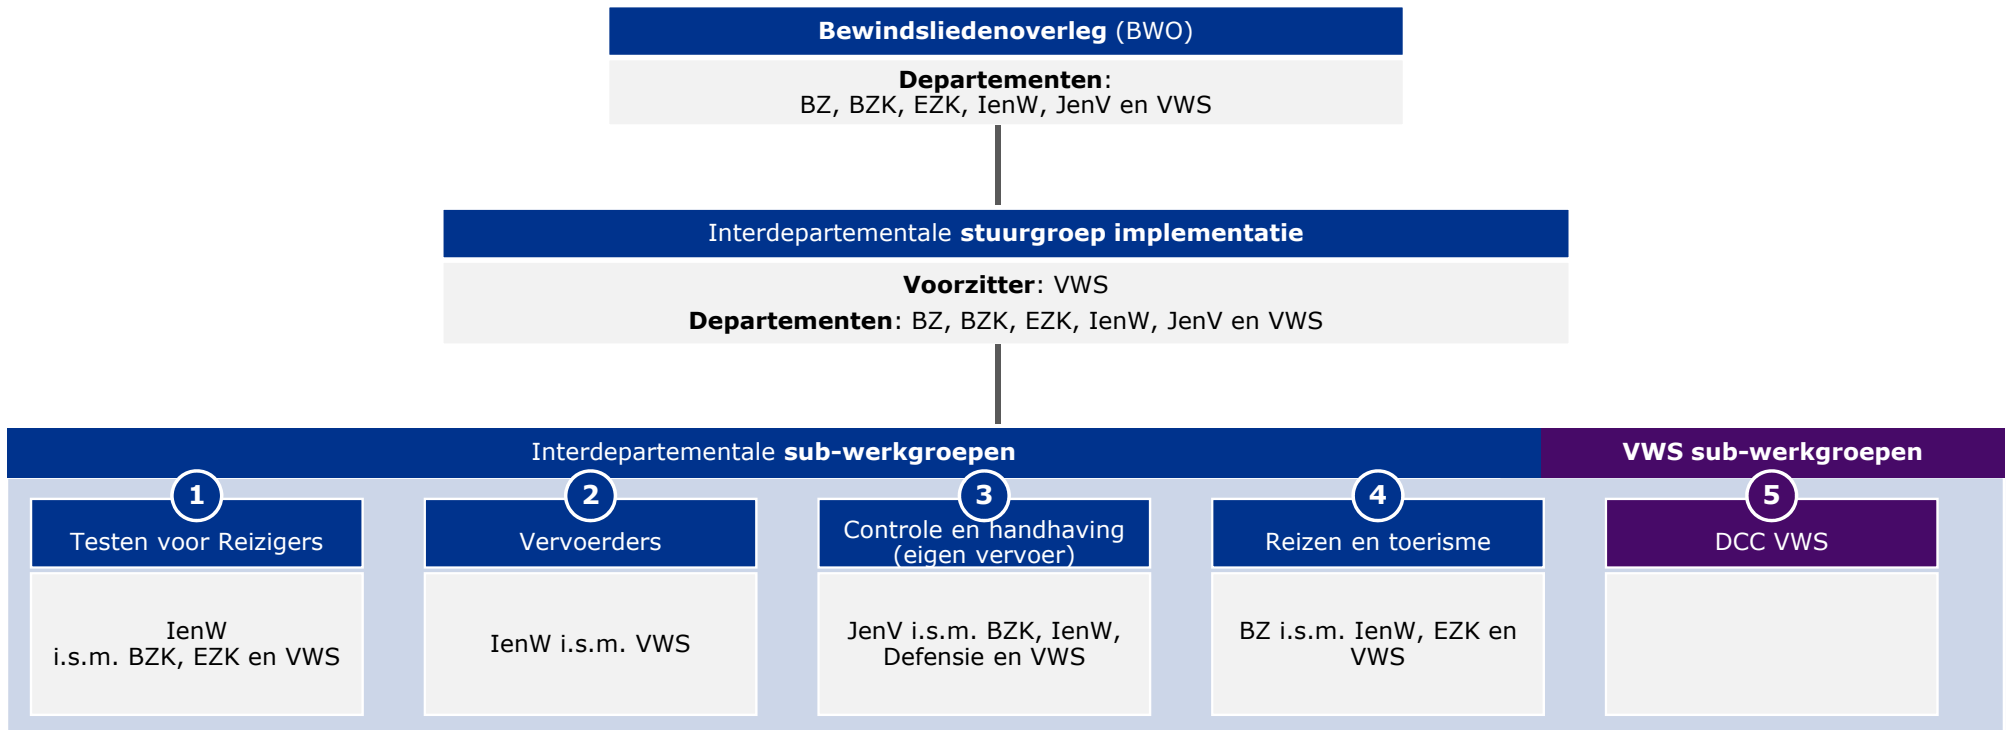 Bewindsliedenoverleg (BWO)
Departementen:
BZ, BZK, EZK, IenW, JenV en VWS
Interdepartementale stuurgroep implementatie
Voorzitter: VWS
Departementen: BZ, BZK, EZK, IenW, JenV en VWS
Interdepartementale sub-werkgroepen
VWS sub-werkgroepen
1
Testen voor Reizigers
IenW
i.s.m. BZK, EZK en VWS
2
Vervoerders
IenW i.s.m. VWS
3
Controle en handhaving
(eigen vervoer)
JenV i.s.m. BZK, IenW,
Defensie en VWS
4
Reizen en toerisme
BZ i.s.m. IenW, EZK en
VWS
5
DCC VWS